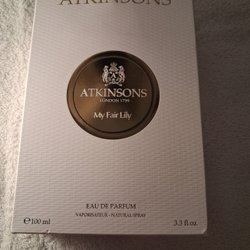 ATKINSONS
ATKINSONS
LONDON 1799
My Fair Lily
EAU DE PARFUM
VAPORISATEUR - NATURAL SPRAY
℮ 100 ml
3.3 fl.oz.